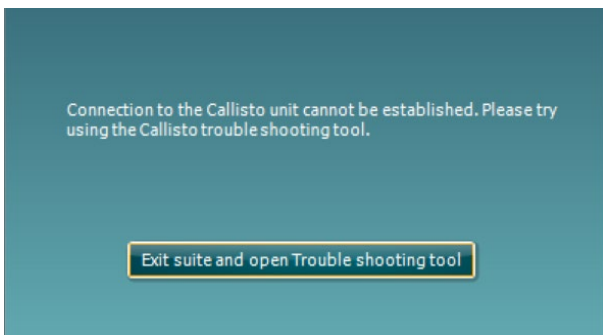 Connection to the Callisto unit cannot be established. Please try
using the Callisto trouble shooting tool.
Exit suite and open Trouble shooting tool